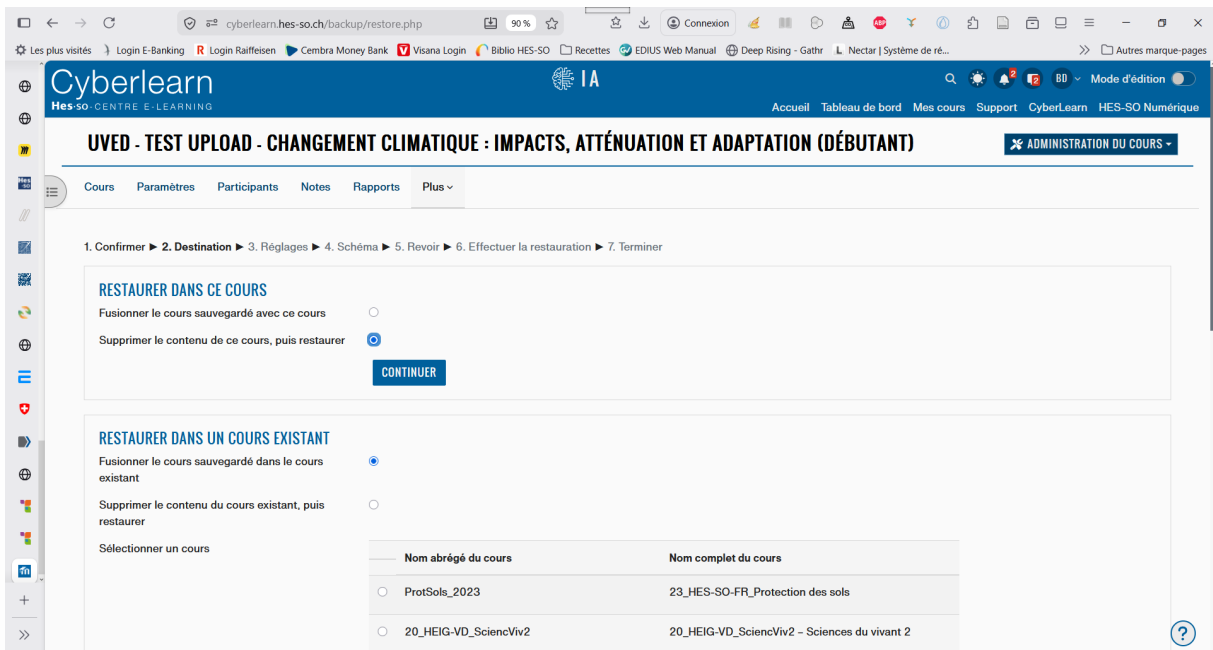 cyberlearn.hes-so.ch/backup/restore.php 90 % Connexion ABP
Les plus visités Login E-Banking R Login Raiffeisen Cembra Money Bank Visana Login Biblio HES-SO Recettes EDIUS Web Manual Deep Rising - Gathr L Nectar | Système de ré... Autres marque-pages
Cyberlearn IA 2 2 BD Mode d'édition
Hes-so-CENTRE E-LEARNING Accueil Tableau de bord Mes cours Support CyberLearn HES-SO Numérique
UVED - TEST UPLOAD - CHANGEMENT CLIMATIQUE : IMPACTS, ATTÉNUATION ET ADAPTATION (DÉBUTANT) ADMINISTRATION DU COURS
Cours Paramètres Participants Notes Rapports Plus
1. Confirmer ► 2. Destination ► 3. Réglages ► 4. Schéma ► 5. Revoir ► 6. Effectuer la restauration ► 7. Terminer
RESTAURER DANS CE COURS
Fusionner le cours sauvegardé avec ce cours
Supprimer le contenu de ce cours, puis restaurer
CONTINUER
RESTAURER DANS UN COURS EXISTANT
Fusionner le cours sauvegardé dans le cours
existant
Supprimer le contenu du cours existant, puis
restaurer
Sélectionner un cours
Nom abrégé du cours Nom complet du cours
ProtSols_2023 23_HES-SO-FR_Protection des sols
20_HEIG-VD_SciencViv2 20_HEIG-VD_SciencViv2 – Sciences du vivant 2
?